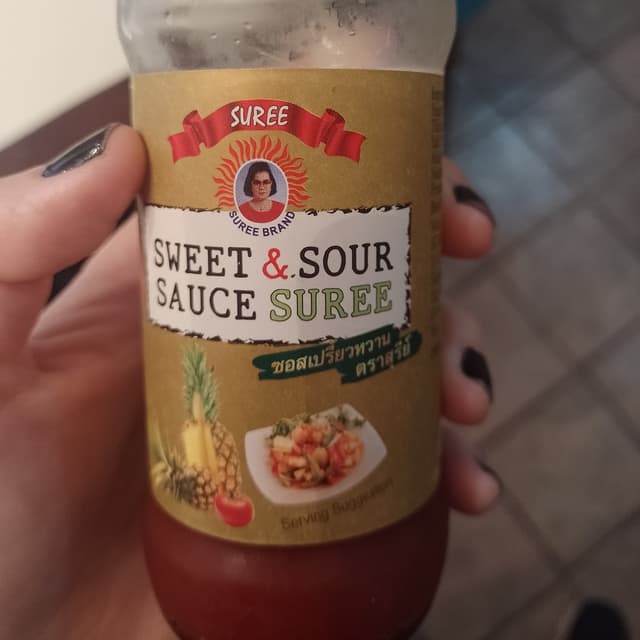 SUREE
SUREE BRAND
SWEET & SOUR
SAUCE SUREE
ซอสเปรี้ยวหวาน
ตราสุรีย์
Serving Suggestion